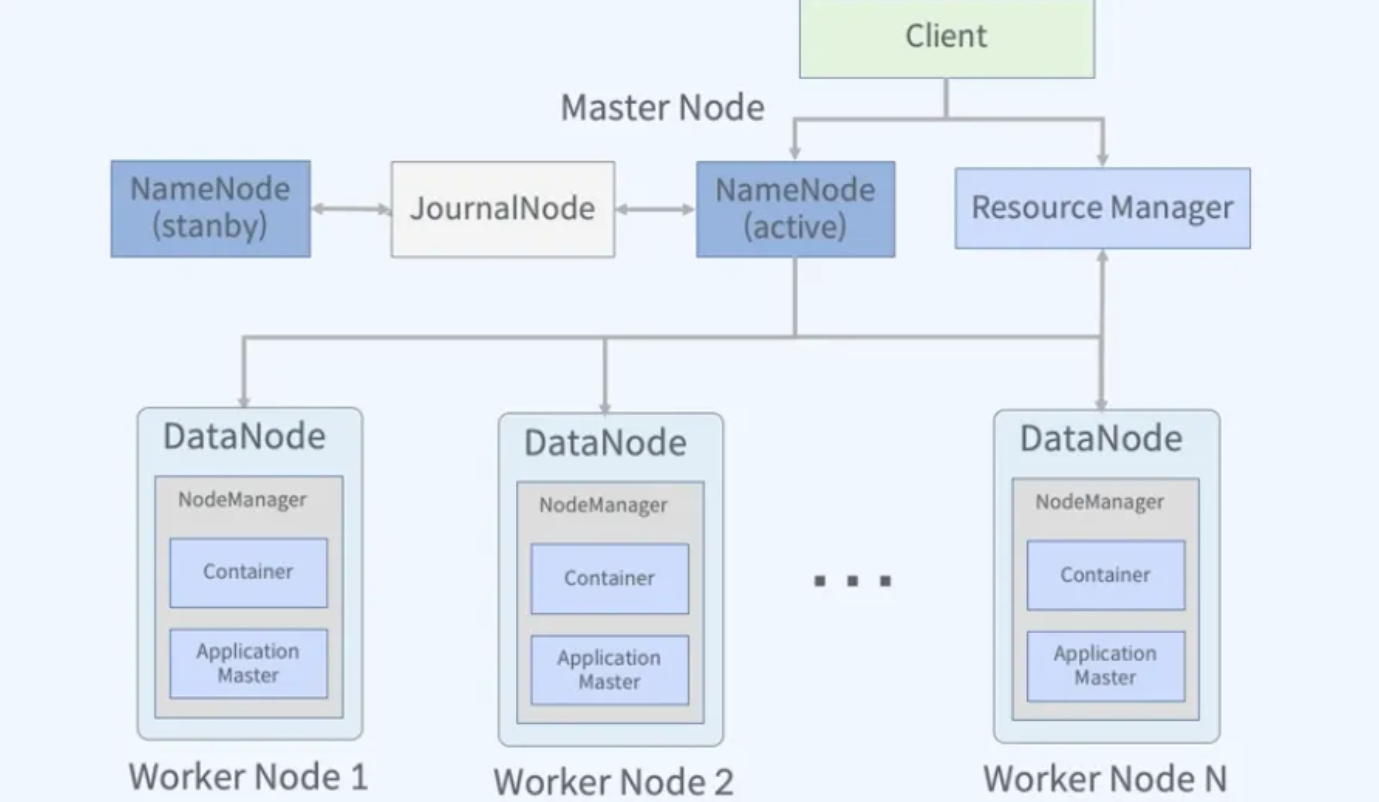 Client
Master Node
NameNode
(stanby)
JournalNode
NameNode
(active)
Resource Manager
DataNode
NodeManager
Container
Application
Master
Worker Node 1
DataNode
NodeManager
Container
Application
Master
Worker Node 2
DataNode
NodeManager
Container
Application
Master
Worker Node N